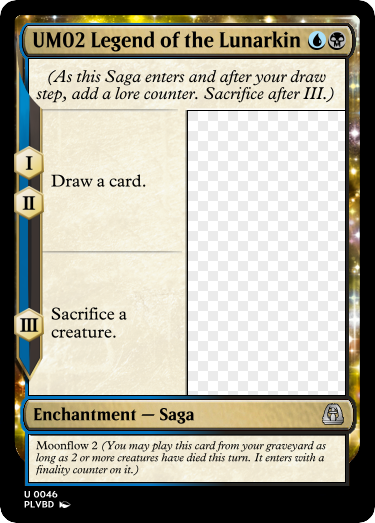 UM02 Legend of the Lunarkin
(As this Saga enters and after your draw
step, add a lore counter. Sacrifice after III.)
I
II
Draw a card.
III
Sacrifice a
creature.
Enchantment — Saga
Moonflow 2 (You may play this card from your graveyard as
long as 2 or more creatures have died this turn. It enters with a
finality counter on it.)
U 0046
PLVBD